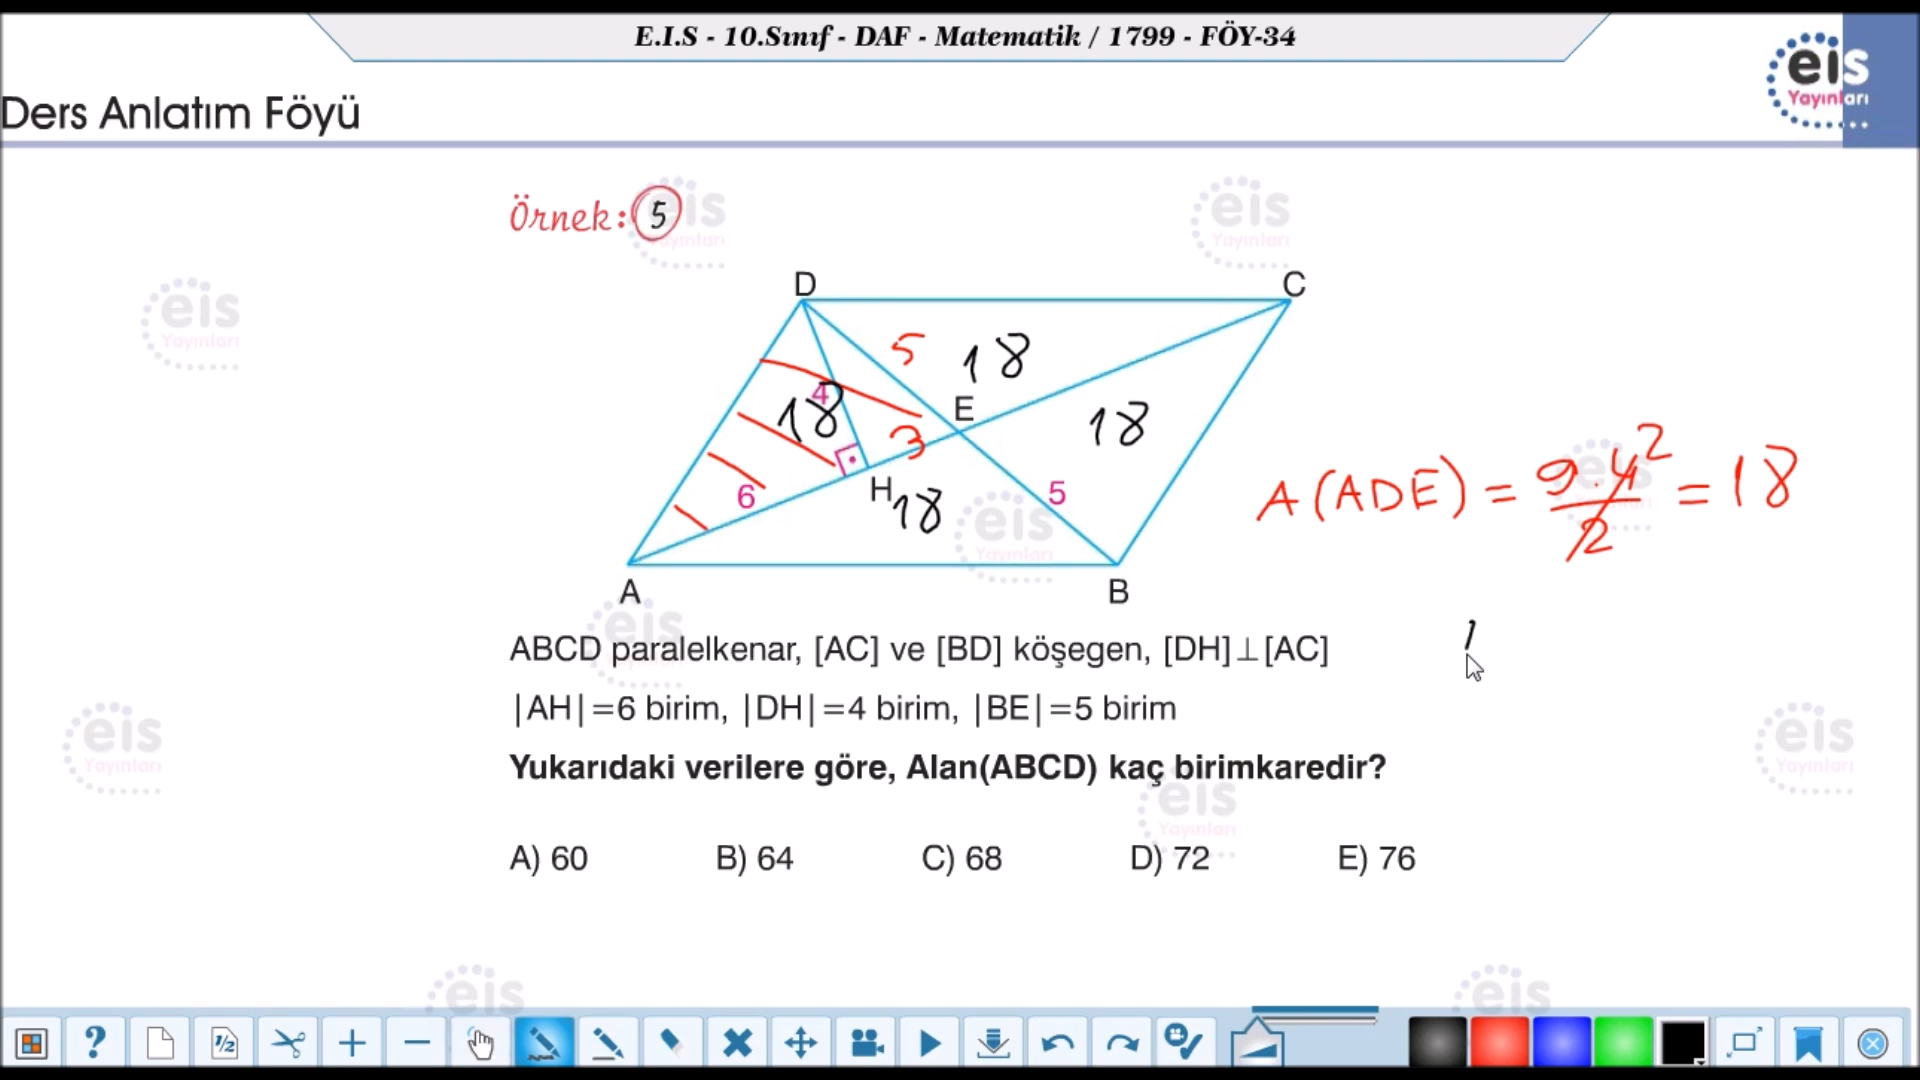 E.I.S - 10.Sınıf - DAF - Matematik / 1799 - FÖY-34
eis
Yayınları
Ders Anlatım Föyü
Örnek: 5
D
C
5
18
4
18
E
18
3
6
H
18
5
A
B
A(ADE) = 9.4/2 = 18
2
ABCD paralelkenar, [AC] ve [BD] köşegen, [DH]⊥[AC]
1
|AH|=6 birim, |DH|=4 birim, |BE|=5 birim
Yukarıdaki verilere göre, Alan(ABCD) kaç birimkaredir?
A) 60 B) 64 C) 68 D) 72 E) 76